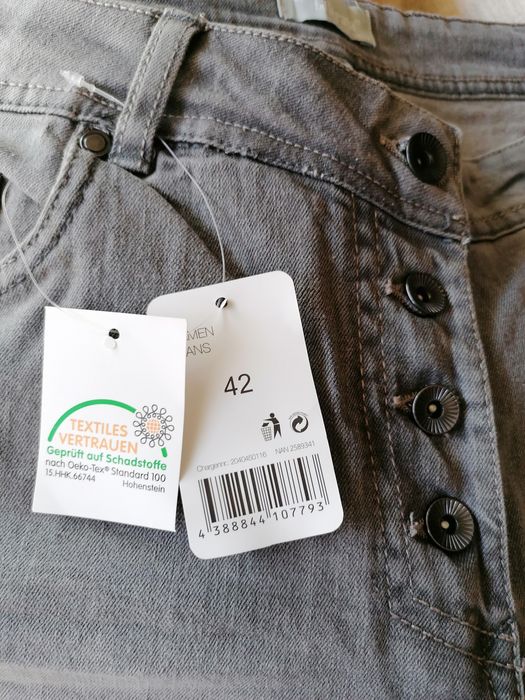 42
Chargennr.: 2040450116 NAN 2589341
4 388844 107793
TEXTILES
VERTRAUEN
Geprüft auf Schadstoffe
nach Oeko-Tex® Standard 100
15.HHK.66744
Hohenstein